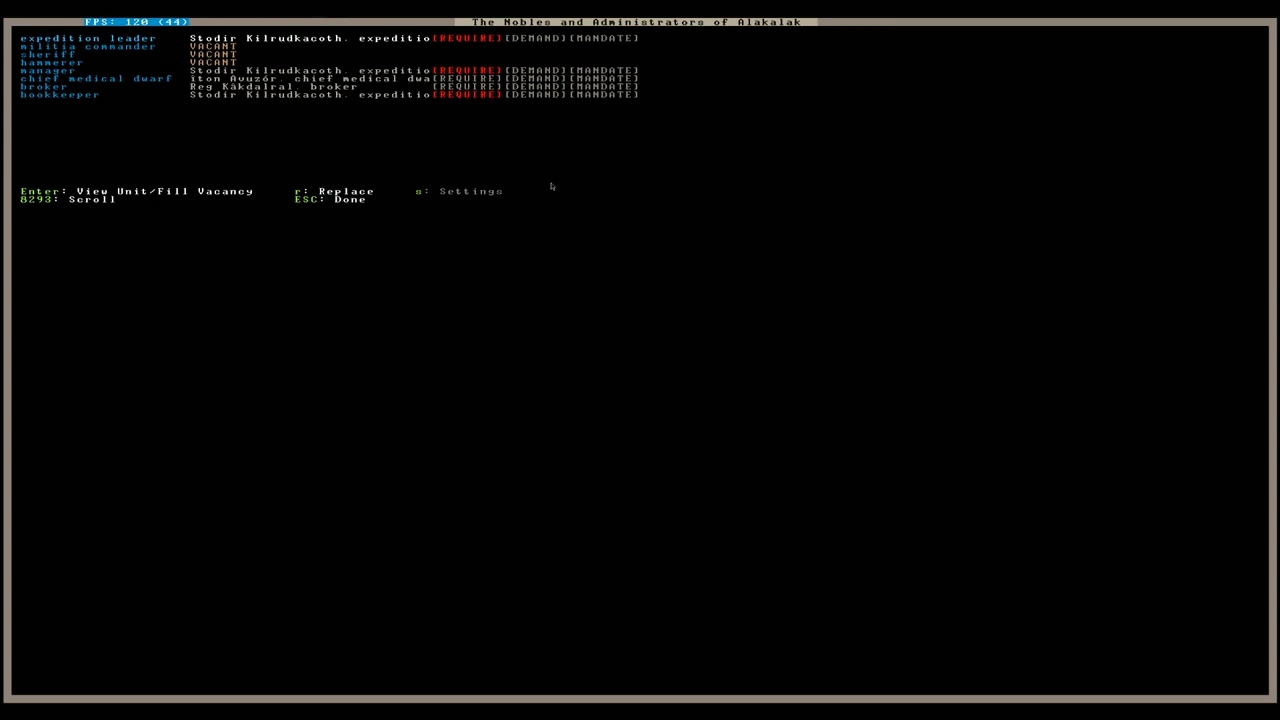 FPS: 120 (44)
The Nobles and Administrators of Alakalak
expedition leader Stodir Kilrudkacoth, expeditio[REQUIRE][DEMAND][MANDATE]
militia commander VACANT
sheriff VACANT
hammerer VACANT
manager Stodir Kilrudkacoth, expeditio[REQUIRE][DEMAND][MANDATE]
chief medical dwarf iton Avuzór, chief medical dwa[REQUIRE][DEMAND][MANDATE]
broker Reg Kâkdalral, broker [REQUIRE][DEMAND][MANDATE]
bookkeeper Stodir Kilrudkacoth, expeditio[REQUIRE][DEMAND][MANDATE]
Enter: View Unit/Fill Vacancy r: Replace s: Settings
8293: Scroll ESC: Done